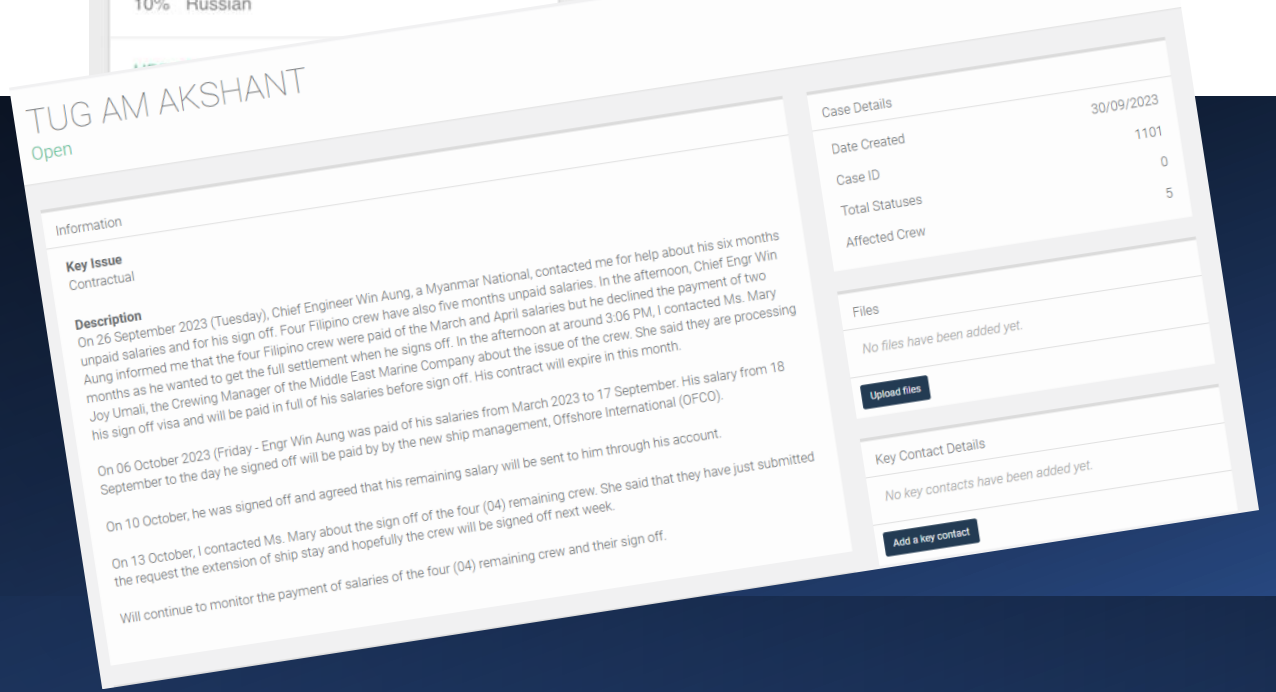 10% Russian
TUG AM AKSHANT
Open
Information
Key Issue
Contractual
Description
On 26 September 2023 (Tuesday), Chief Engineer Win Aung, a Myanmar National, contacted me for help about his six months
unpaid salaries and for his sign off. Four Filipino crew have also five months unpaid salaries. In the afternoon, Chief Engr Win
Aung informed me that the four Filipino crew were paid of the March and April salaries but he declined the payment of two
months as he wanted to get the full settlement when he signs off. In the afternoon at around 3:06 PM, I contacted Ms. Mary
Joy Umali, the Crewing Manager of the Middle East Marine Company about the issue of the crew. She said they are processing
his sign off visa and will be paid in full of his salaries before sign off. His contract will expire in this month.
On 06 October 2023 (Friday - Engr Win Aung was paid of his salaries from March 2023 to 17 September. His salary from 18
September to the day he signed off will be paid by by the new ship management, Offshore International (OFCO).
On 10 October, he was signed off and agreed that his remaining salary will be sent to him through his account.
On 13 October, I contacted Ms. Mary about the sign off of the four (04) remaining crew. She said that they have just submitted
the request the extension of ship stay and hopefully the crew will be signed off next week.
Will continue to monitor the payment of salaries of the four (04) remaining crew and their sign off.
Case Details
Date Created 30/09/2023
Case ID 1101
Total Statuses 0
Affected Crew 5
Files
No files have been added yet.
Upload files
Key Contact Details
No key contacts have been added yet.
Add a key contact